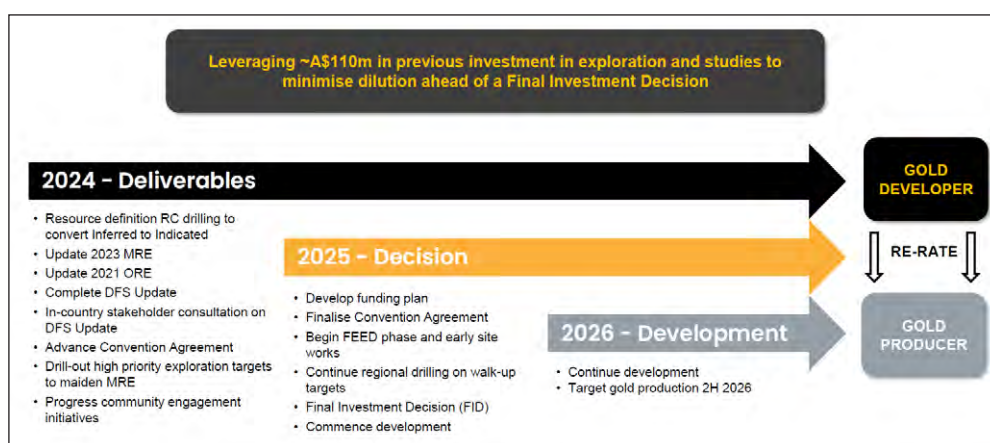 Leveraging ~A$110m in previous investment in exploration and studies to
minimise dilution ahead of a Final Investment Decision
2024 - Deliverables
• Resource definition RC drilling to
convert Inferred to Indicated
• Update 2023 MRE
• Update 2021 ORE
• Complete DFS Update
• In-country stakeholder consultation on
DFS Update
• Advance Convention Agreement
• Drill-out high priority exploration targets
to maiden MRE
• Progress community engagement
initiatives
2025 - Decision
• Develop funding plan
• Finalise Convention Agreement
• Begin FEED phase and early site
works
• Continue regional drilling on walk-up
targets
• Final Investment Decision (FID)
• Commence development
2026 - Development
• Continue development
• Target gold production 2H 2026
GOLD
DEVELOPER
RE-RATE
GOLD
PRODUCER